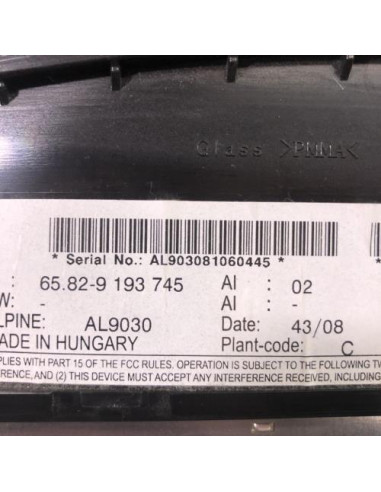 Glass >PMMA<
* Serial No.: AL903081060445 *
: 65.82-9 193 745 AI : 02
W: - AI : -
LPINE: AL9030 Date: 43/08
ADE IN HUNGARY Plant-code: C
PLIES WITH PART 15 OF THE FCC RULES. OPERATION IS SUBJECT TO THE FOLLOWING TW
RFERENCE, AND (2) THIS DEVICE MUST ACCEPT ANY INTERFERENCE RECEIVED, INCLUDING